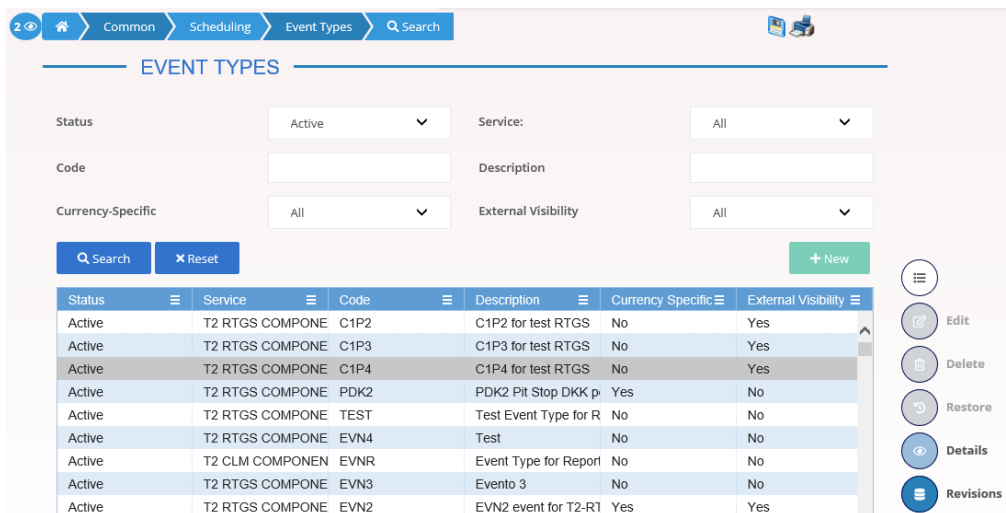 2 Common Scheduling Event Types Search
EVENT TYPES
Status Active Service: All
Code Description
Currency-Specific All External Visibility All
Search Reset New
Status Service Code Description Currency Specific External Visibility
Active T2 RTGS COMPONE C1P2 C1P2 for test RTGS No Yes
Active T2 RTGS COMPONE C1P3 C1P3 for test RTGS No Yes
Edit
Active T2 RTGS COMPONE C1P4 C1P4 for test RTGS No Yes
Delete
Active T2 RTGS COMPONE PDK2 PDK2 Pit Stop DKK Yes No
Active T2 RTGS COMPONE TEST Test Event Type for R No No
Restore
Active T2 RTGS COMPONE EVN4 Test No No
Details
Active T2 CLM COMPONEN EVNR Event Type for Report No No
Active T2 RTGS COMPONE EVN3 Evento 3 No No
Revisions
Active T2 RTGS COMPONE EVN2 EVN2 event for Yes Yes